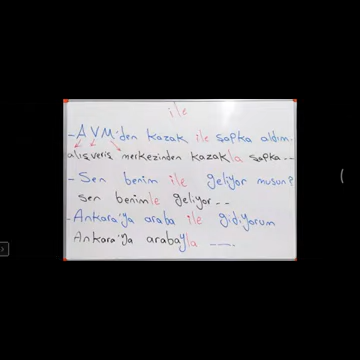 ile
- AVM'den kazak ile şapka aldım.
alışveriş merkezinden kazakla şapka --
- Sen benim ile geliyor musun?
Sen benimle geliyor --
- Ankara'ya araba ile gidiyorum
Ankara'ya arabayla ----